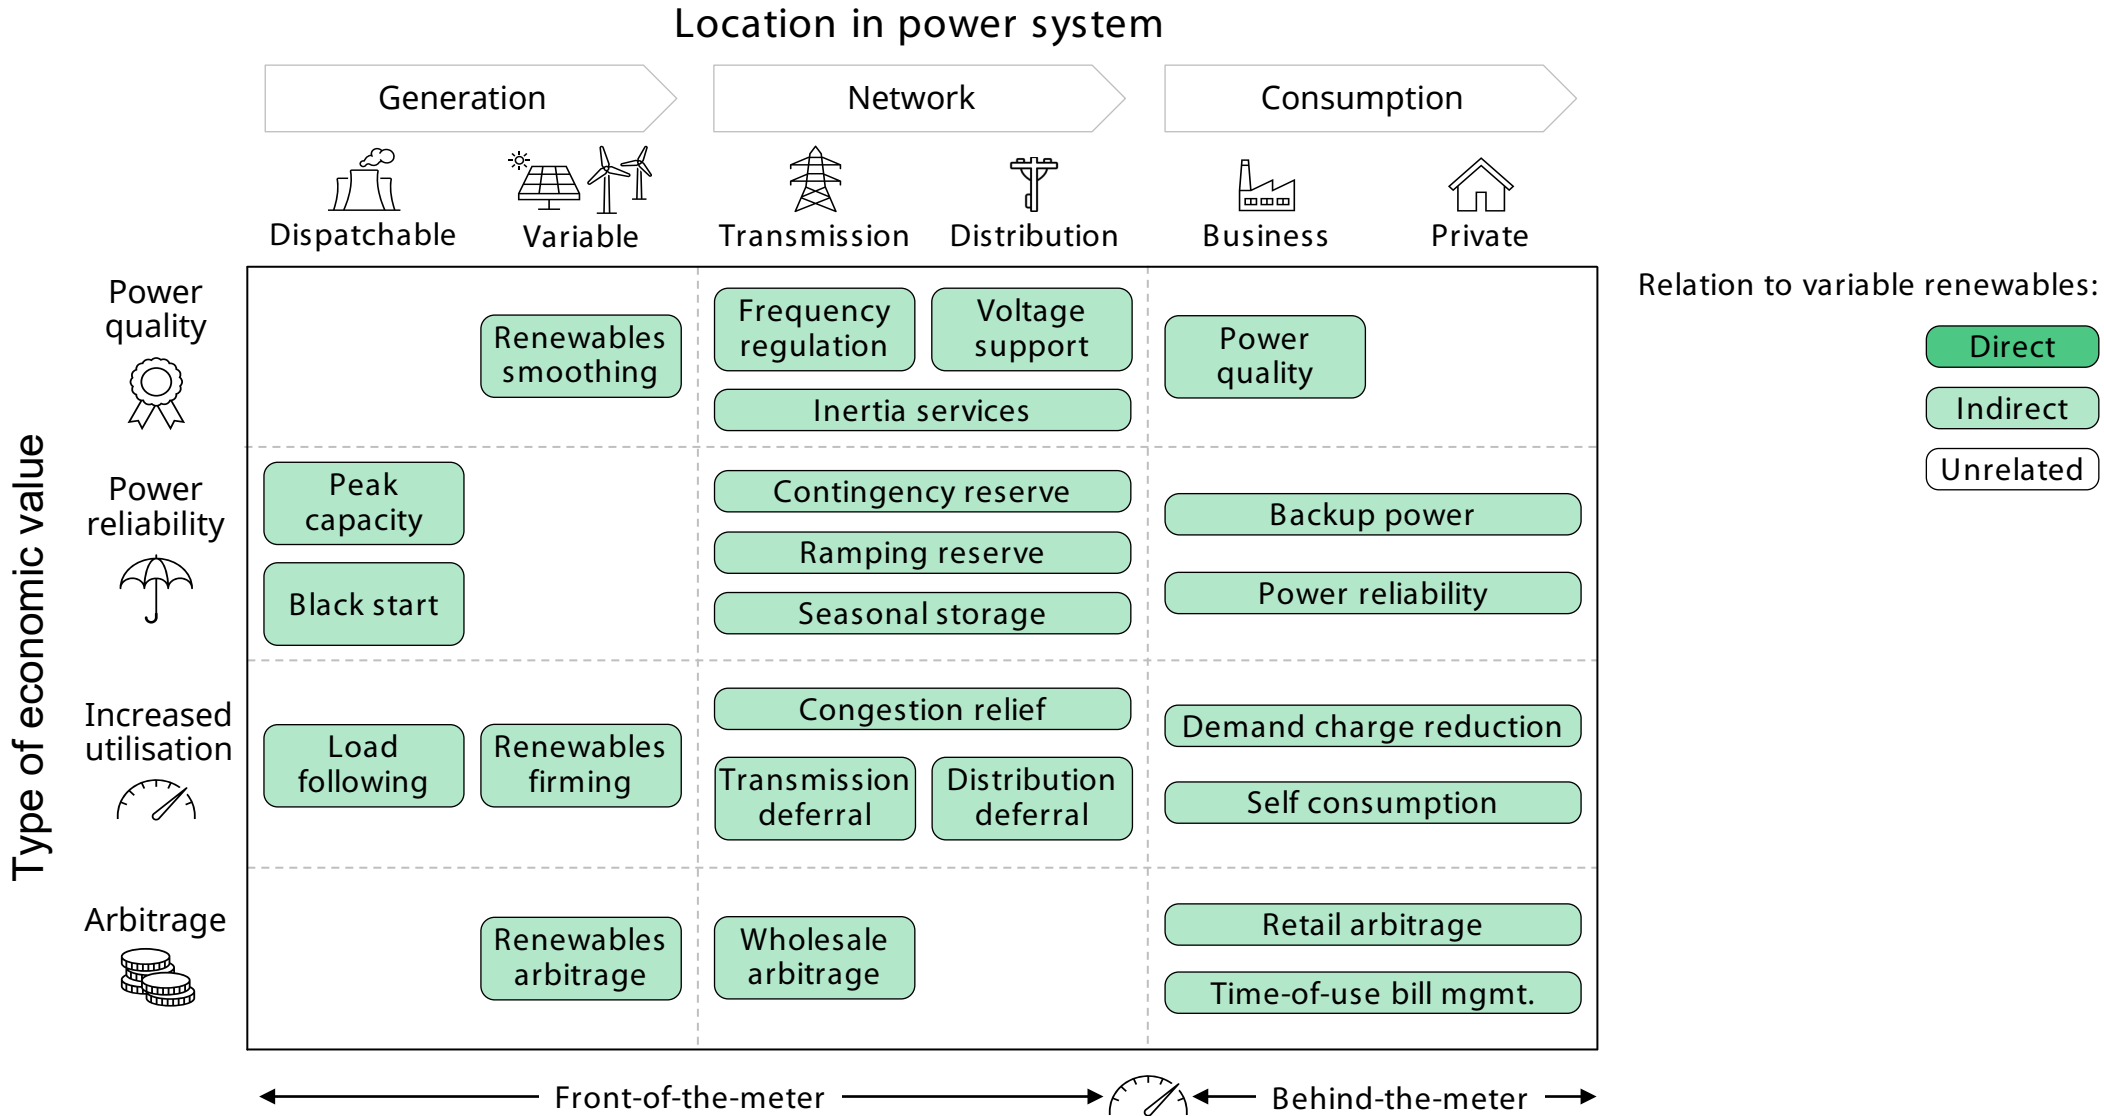 Location in power system
Generation
Network
Consumption
Dispatchable
Variable
Transmission
Distribution
Business
Private
Type of economic value
Power
quality
Renewables
smoothing
Frequency
regulation
Voltage
support
Inertia services
Power
quality
Power
reliability
Peak
capacity
Black start
Contingency reserve
Ramping reserve
Seasonal storage
Backup power
Power reliability
Increased
utilisation
Load
following
Renewables
firming
Congestion relief
Transmission
deferral
Distribution
deferral
Demand charge reduction
Self consumption
Arbitrage
Renewables
arbitrage
Wholesale
arbitrage
Retail arbitrage
Time-of-use bill mgmt.
Front-of-the-meter
Behind-the-meter
Relation to variable renewables:
Direct
Indirect
Unrelated